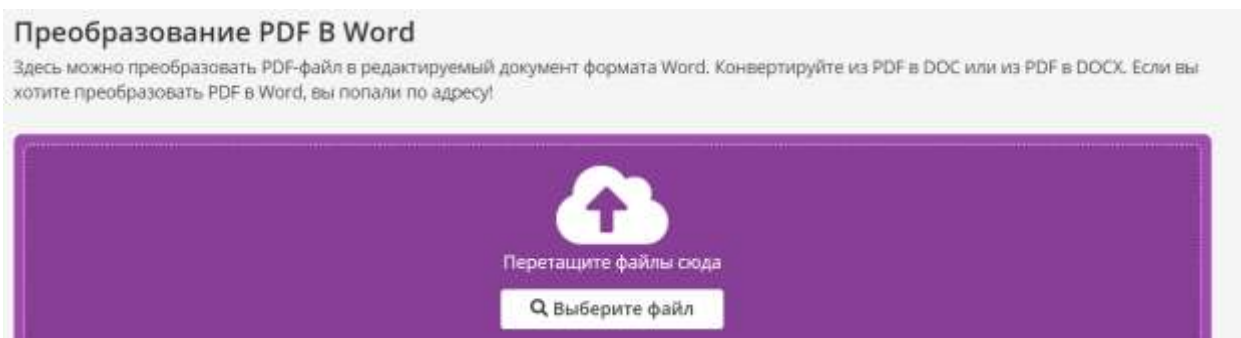 Преобразование PDF В Word
Здесь можно преобразовать PDF-файл в редактируемый документ формата Word. Конвертируйте из PDF в DOC или из PDF в DOCX. Если вы
хотите преобразовать PDF в Word, вы попали по адресу!
Перетащите файлы сюда
Выберите файл